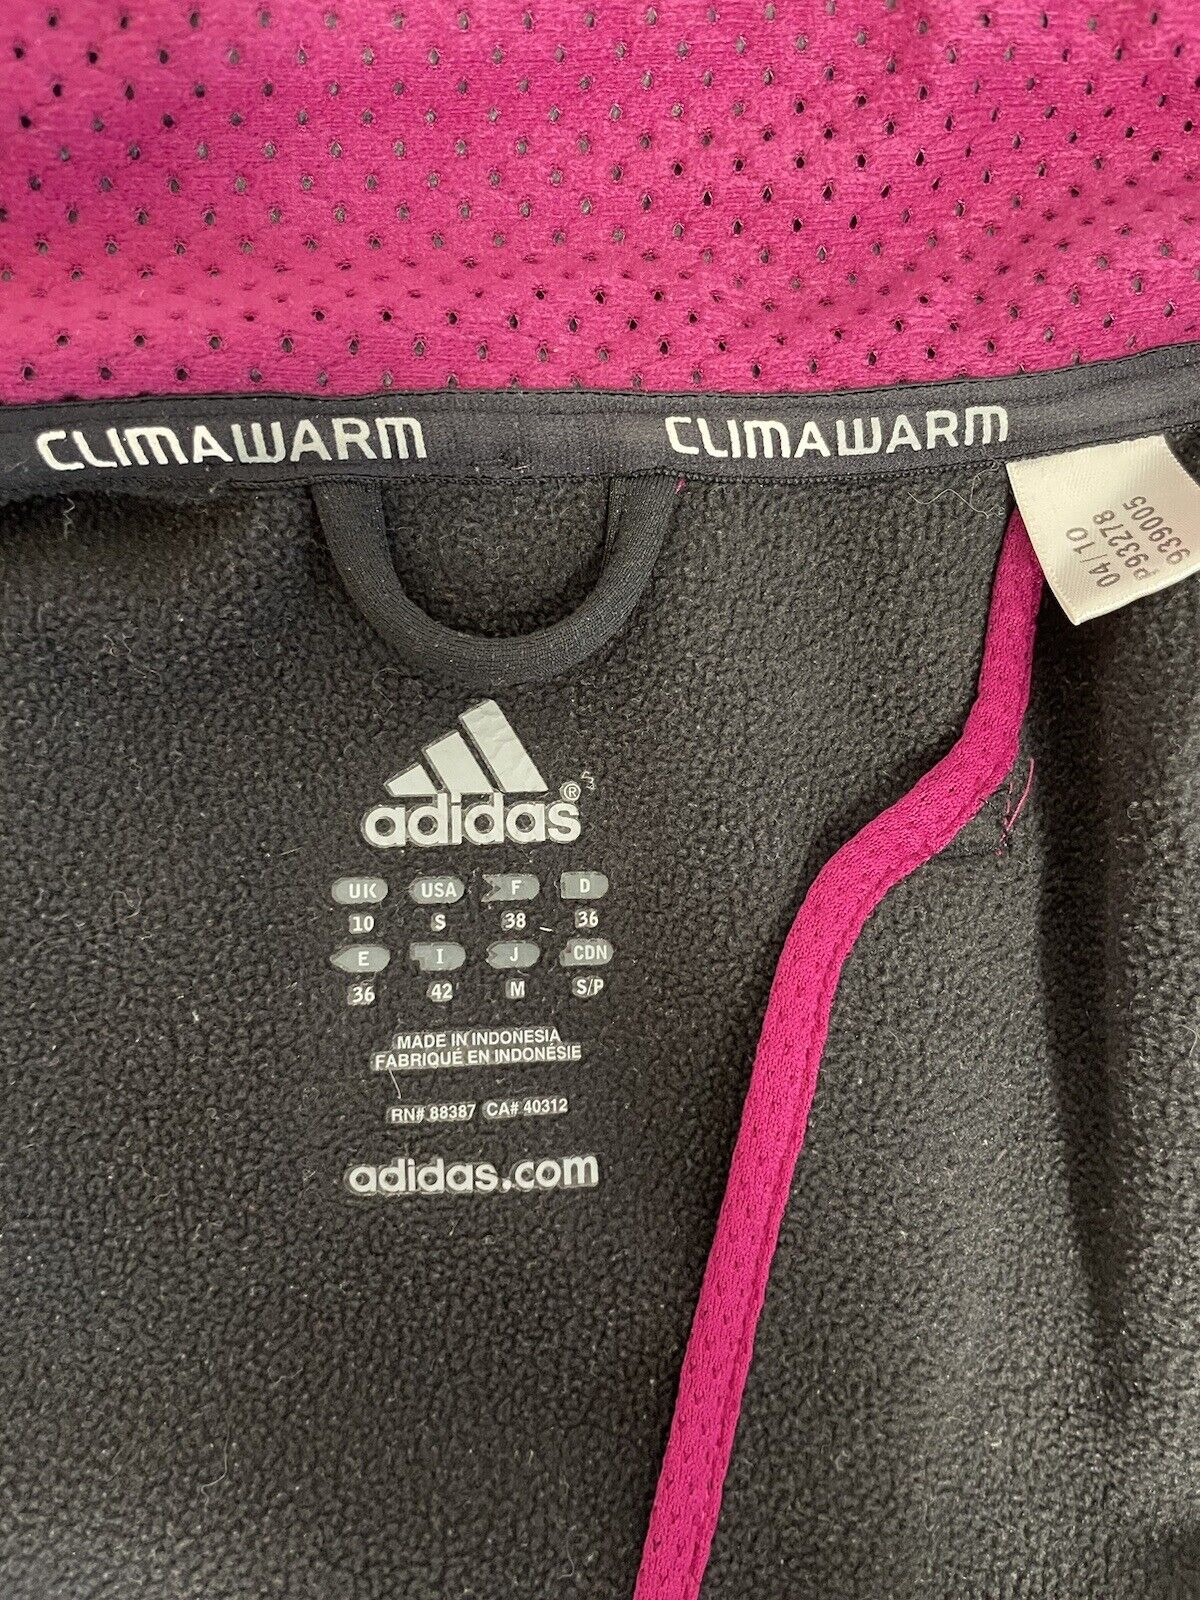 CLIMAWARM CLIMAWARM
04/10
P93278
939005
adidas®
UK USA F D
10 S 38 36
E I J CDN
36 42 M S/P
MADE IN INDONESIA
FABRIQUÉ EN INDONÉSIE
RN# 88387 CA# 40312
adidas.com